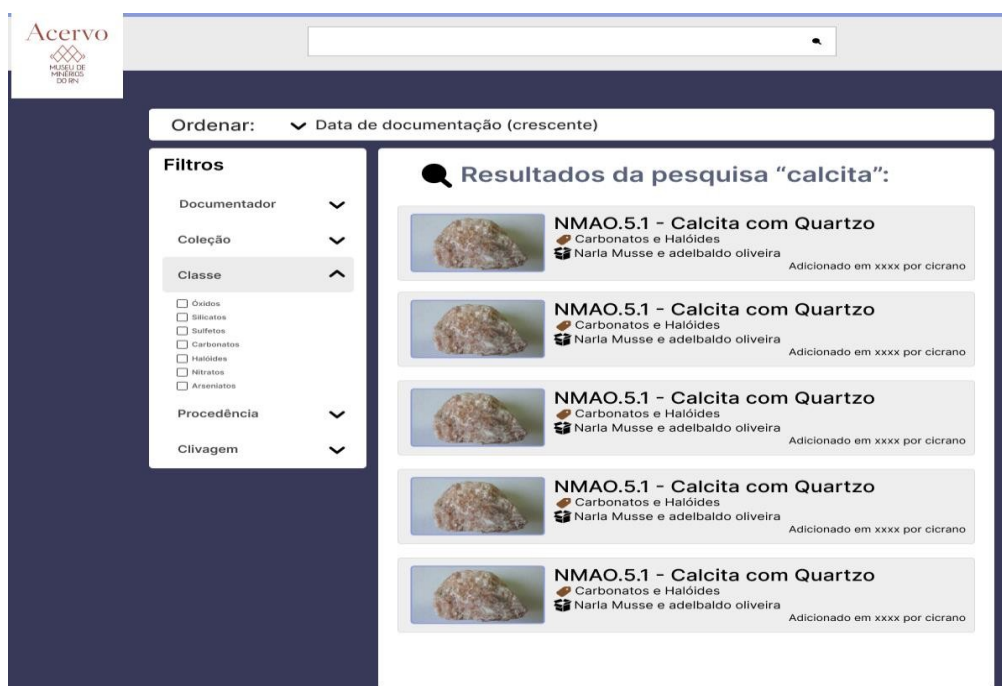 Acervo
MUSEU DE
MINÉRIOS
DO RN
Ordenar:
Data de documentação (crescente)
Filtros
Documentador
Coleção
Classe
Óxidos
Silicatos
Sulfetos
Carbonatos
Halóides
Nitratos
Arseniatos
Procedência
Clivagem
Resultados da pesquisa “calcita”:
NMAO.5.1 - Calcita com Quartzo
Carbonatos e Halóides
Narla Musse e adelbaldo oliveira
Adicionado em xxxx por cicrano
NMAO.5.1 - Calcita com Quartzo
Carbonatos e Halóides
Narla Musse e adelbaldo oliveira
Adicionado em xxxx por cicrano
NMAO.5.1 - Calcita com Quartzo
Carbonatos e Halóides
Narla Musse e adelbaldo oliveira
Adicionado em xxxx por cicrano
NMAO.5.1 - Calcita com Quartzo
Carbonatos e Halóides
Narla Musse e adelbaldo oliveira
Adicionado em xxxx por cicrano
NMAO.5.1 - Calcita com Quartzo
Carbonatos e Halóides
Narla Musse e adelbaldo oliveira
Adicionado em xxxx por cicrano